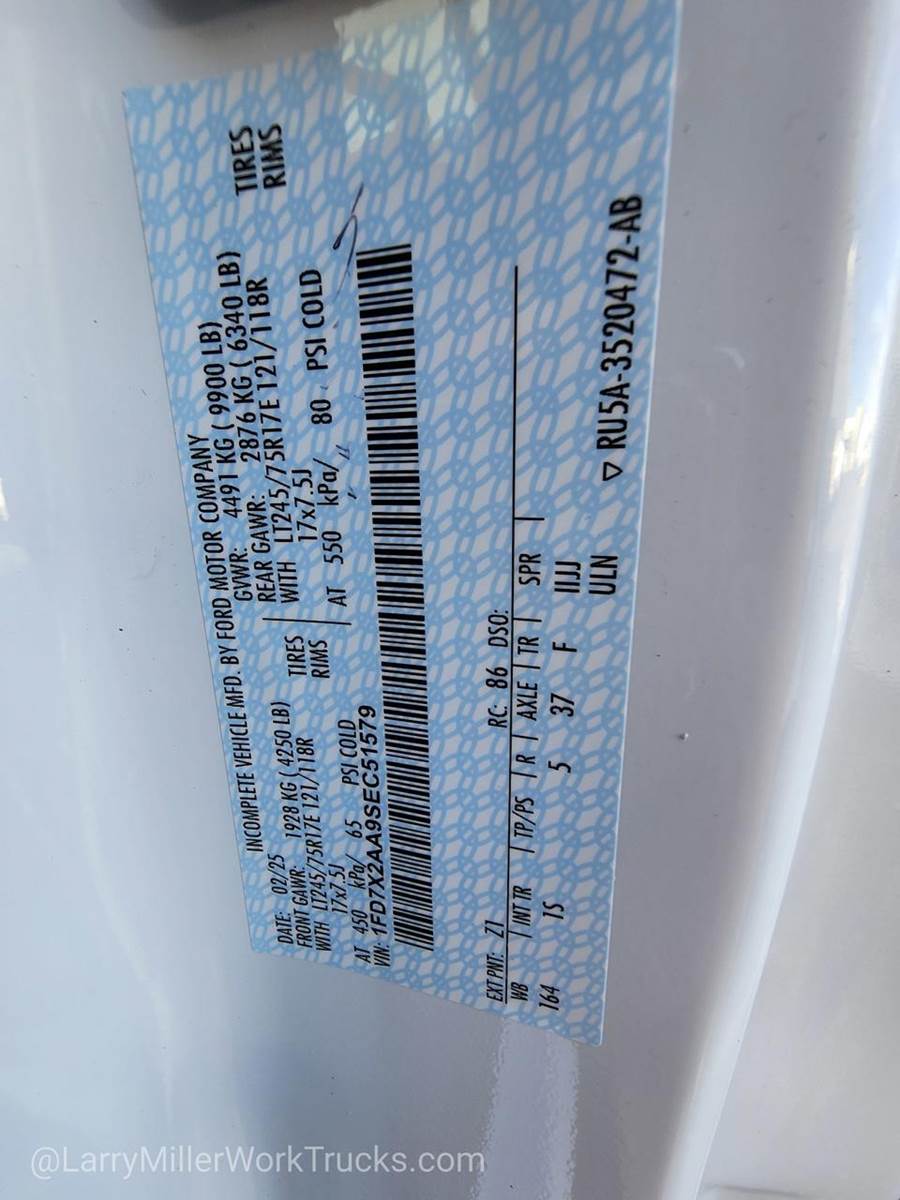 INCOMPLETE VEHICLE MFD. BY FORD MOTOR COMPANY
DATE: 02/25 GVWR: 4491 KG ( 9900 LB)
FRONT GAWR: 1928 KG ( 4250 LB) REAR GAWR: 2876 KG ( 6340 LB)
WITH LT245/75R17E 121/118R TIRES WITH LT245/75R17E 121/118R TIRES
17x7.5J RIMS 17x7.5J RIMS
AT 450 kPa/ 65 PSI COLD AT 550 kPa/ 80 PSI COLD
VIN: 1FD7X2AA9SEC51579
EXT PNT: Z1 RC: 86 DSO:
WB INT TR TP/PS R AXLE TR SPR
164 1S 5 37 F IIJJ
ULN
▽ RU5A-3520472-AB
@LarryMillerWorkTrucks.com